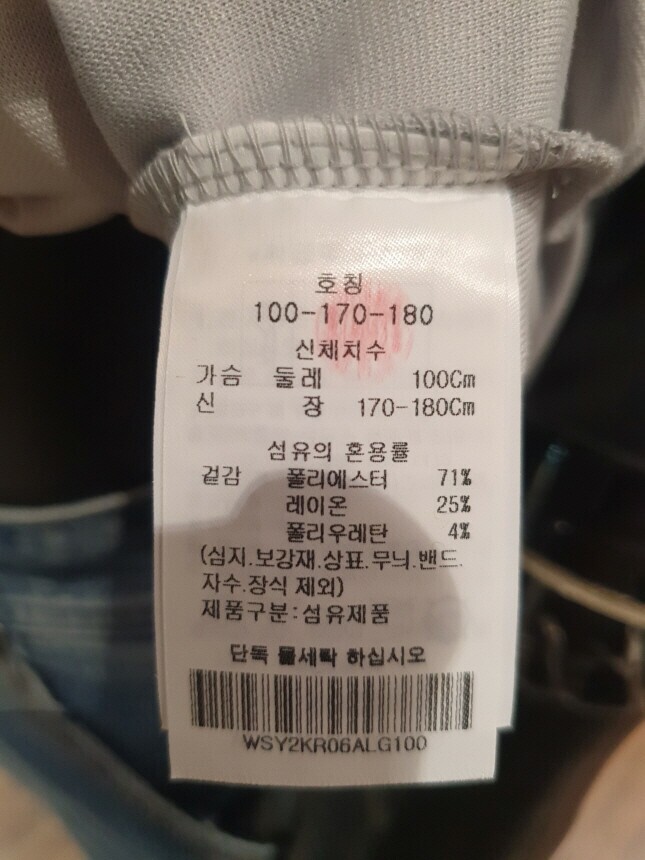 호칭
100-170-180
신체치수
가슴 둘레 100Cm
신 장 170-180Cm
섬유의 혼용률
겉감 폴리에스터 71%
레이온 25%
폴리우레탄 4%
(심지.보강재.상표.무늬.밴드.
자수.장식 제외)
제품구분:섬유제품
단독 물세탁 하십시오
WSY2KR06ALG100